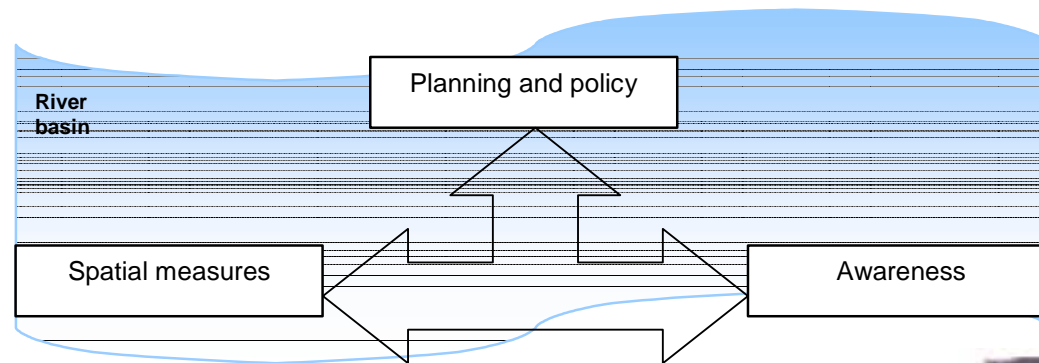 Planning and policy
River
basin
Spatial measures
Awareness